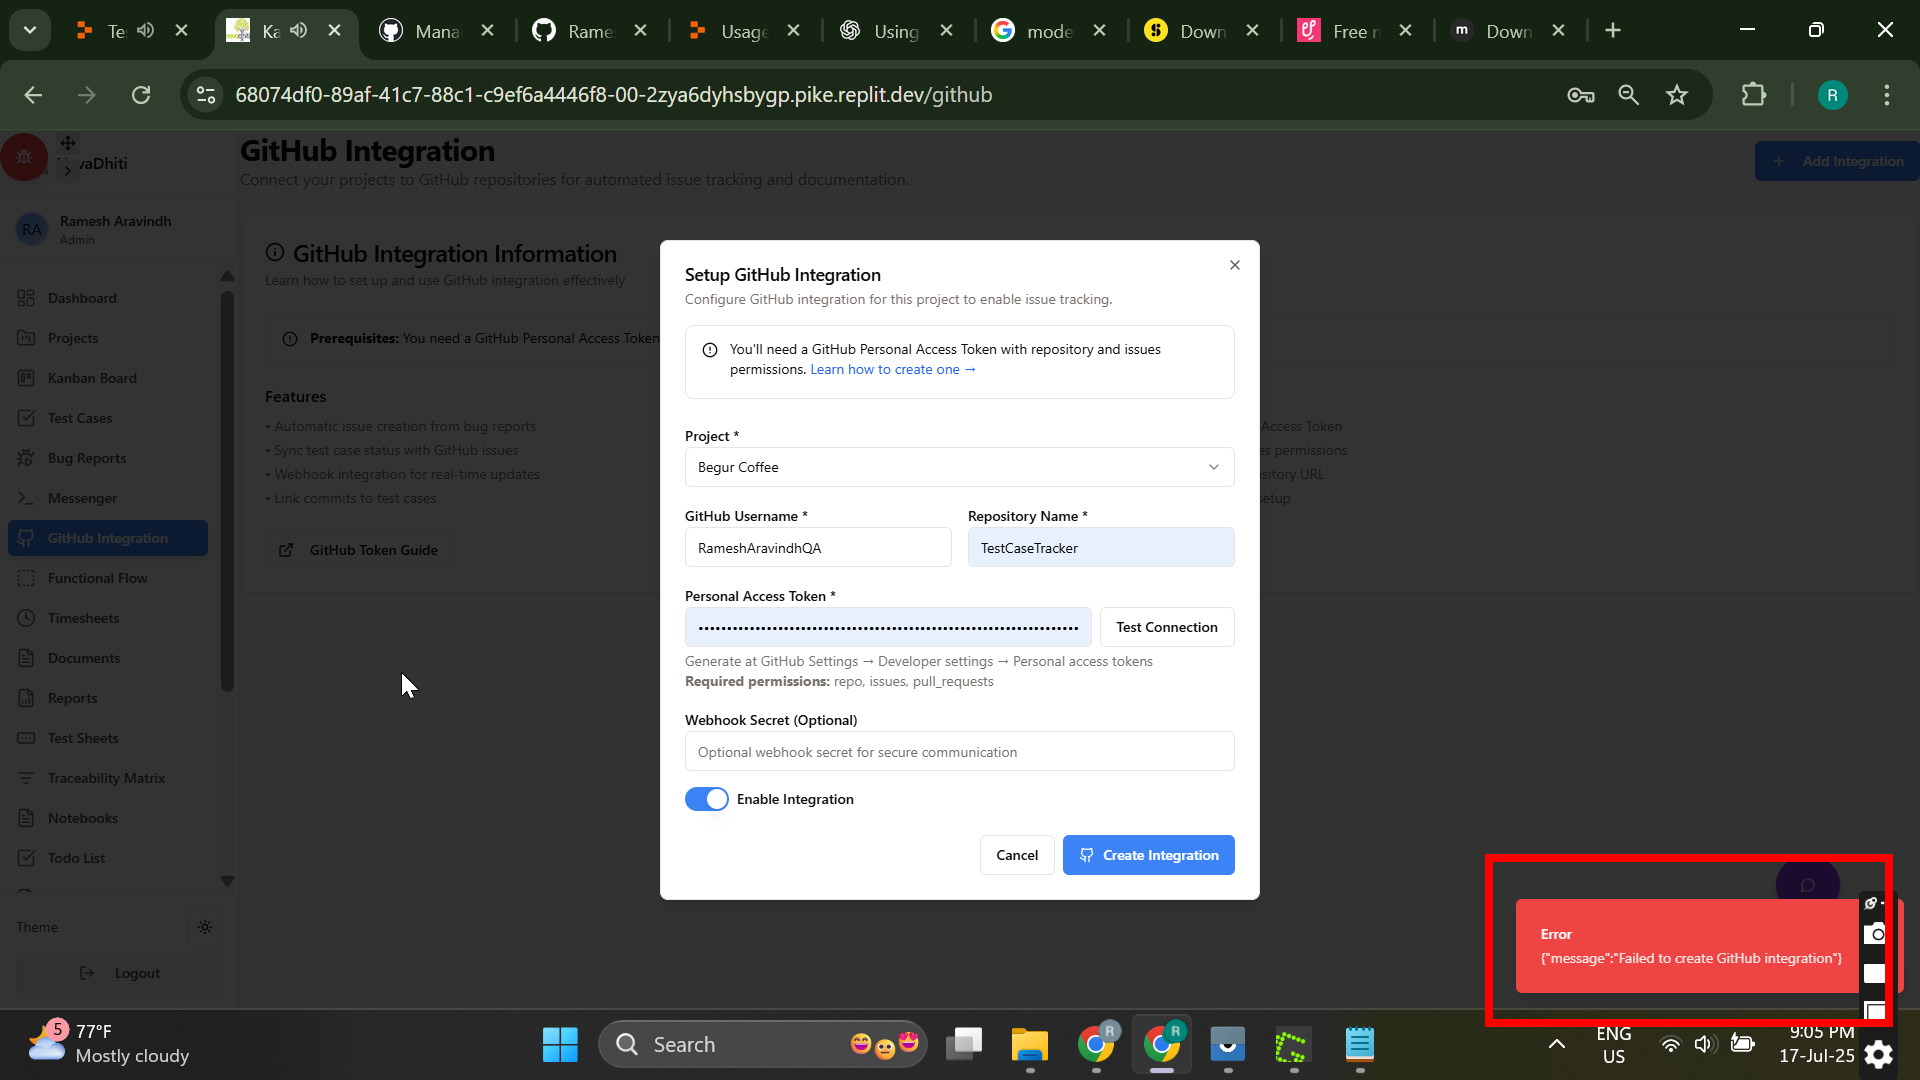 Te
Ka
Mana
Rame
Usage
Using
mode
Down
Free
Down
68074df0-89af-41c7-88c1-c9ef6a4446f8-00-2zya6dyhsbygp.pike.replit.dev/github
R
vaDhiti
GitHub Integration
Connect your projects to GitHub repositories for automated issue tracking and documentation.
Add Integration
RA
Ramesh Aravindh
Admin
Dashboard
Projects
Kanban Board
Test Cases
Bug Reports
Messenger
GitHub Integration
Functional Flow
Timesheets
Documents
Reports
Test Sheets
Traceability Matrix
Notebooks
Todo List
Theme
Logout
GitHub Integration Information
Learn how to set up and use GitHub integration effectively
Prerequisites: You need a GitHub Personal Access Token
Features
• Automatic issue creation from bug reports
• Sync test case status with GitHub issues
• Webhook integration for real-time updates
• Link commits to test cases
GitHub Token Guide
Access Token
permissions
URL
setup
Setup GitHub Integration
Configure GitHub integration for this project to enable issue tracking.
You'll need a GitHub Personal Access Token with repository and issues
permissions. Learn how to create one →
Project *
Begur Coffee
GitHub Username *
Repository Name *
RameshAravindhQA
TestCaseTracker
Personal Access Token *
Test Connection
Generate at GitHub Settings → Developer settings → Personal access tokens
Required permissions: repo, issues, pull_requests
Webhook Secret (Optional)
Optional webhook secret for secure communication
Enable Integration
Cancel
Create Integration
Error
{"message":"Failed to create GitHub integration"}
5
77°F
Mostly cloudy
Search
R
R
ENG
US
9:05 PM
17-Jul-25